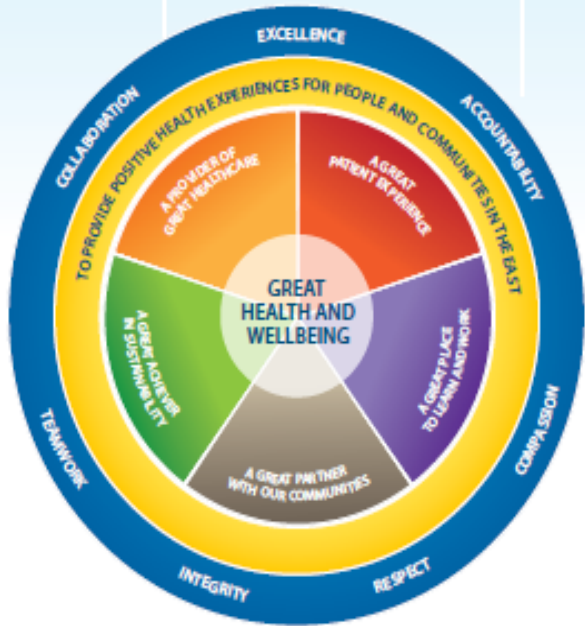 EXCELLENCE
ACCOUNTABILITY
COMPASSION
RESPECT
INTEGRITY
TEAMWORK
COLLABORATION
TO PROVIDE POSITIVE HEALTH EXPERIENCES FOR PEOPLE AND COMMUNITIES IN THE EAST
A PROVIDER OF
GREAT HEALTHCARE
A GREAT
PATIENT EXPERIENCE
A GREAT PLACE
TO LEARN AND WORK
A GREAT PARTNER
WITH OUR COMMUNITIES
A GREAT ACHIEVER
IN SUSTAINABILITY
GREAT
HEALTH AND
WELLBEING